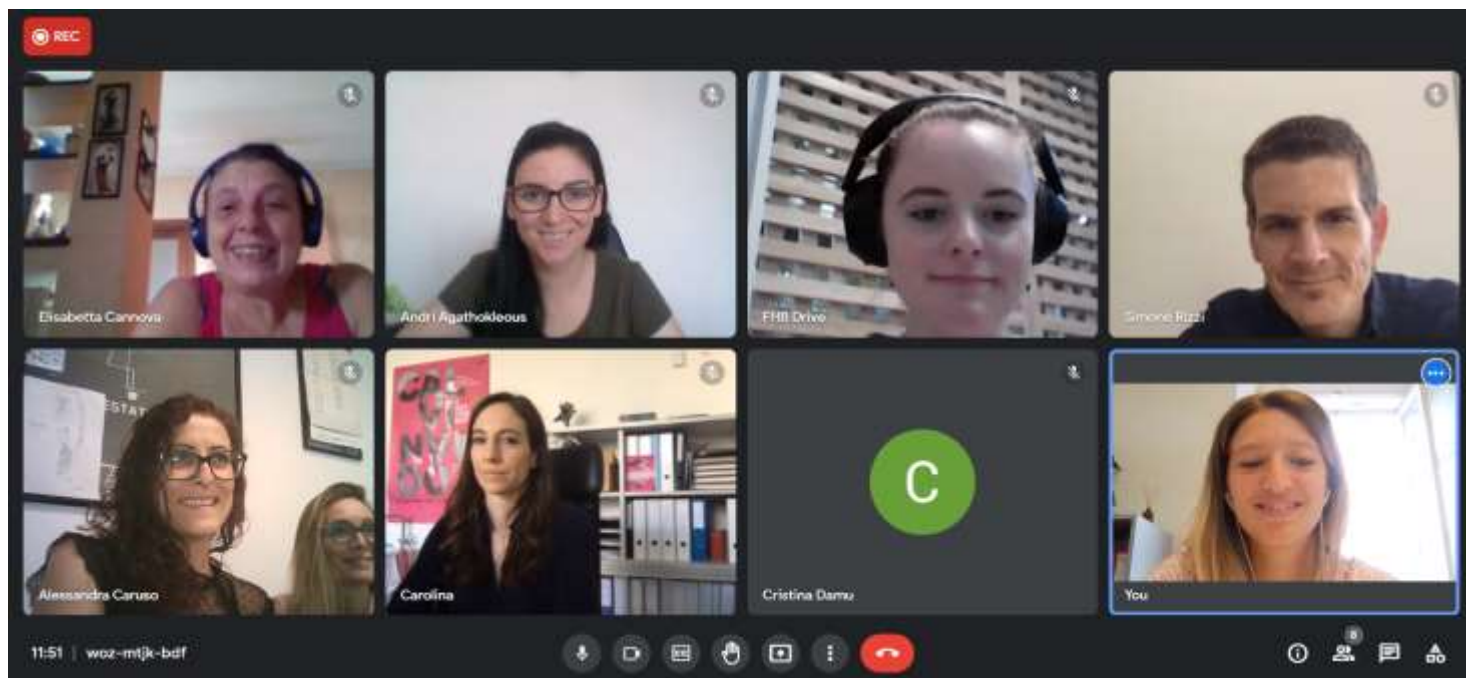 REC
Elisabetta Cannova
Andri Agathokleous
FHB Drive
Simone Rizzi
ESTAT
Alessandra Caruso
Carolina
C
Cristina Damu
You
11:51 | woz-mtjk-bdf
8